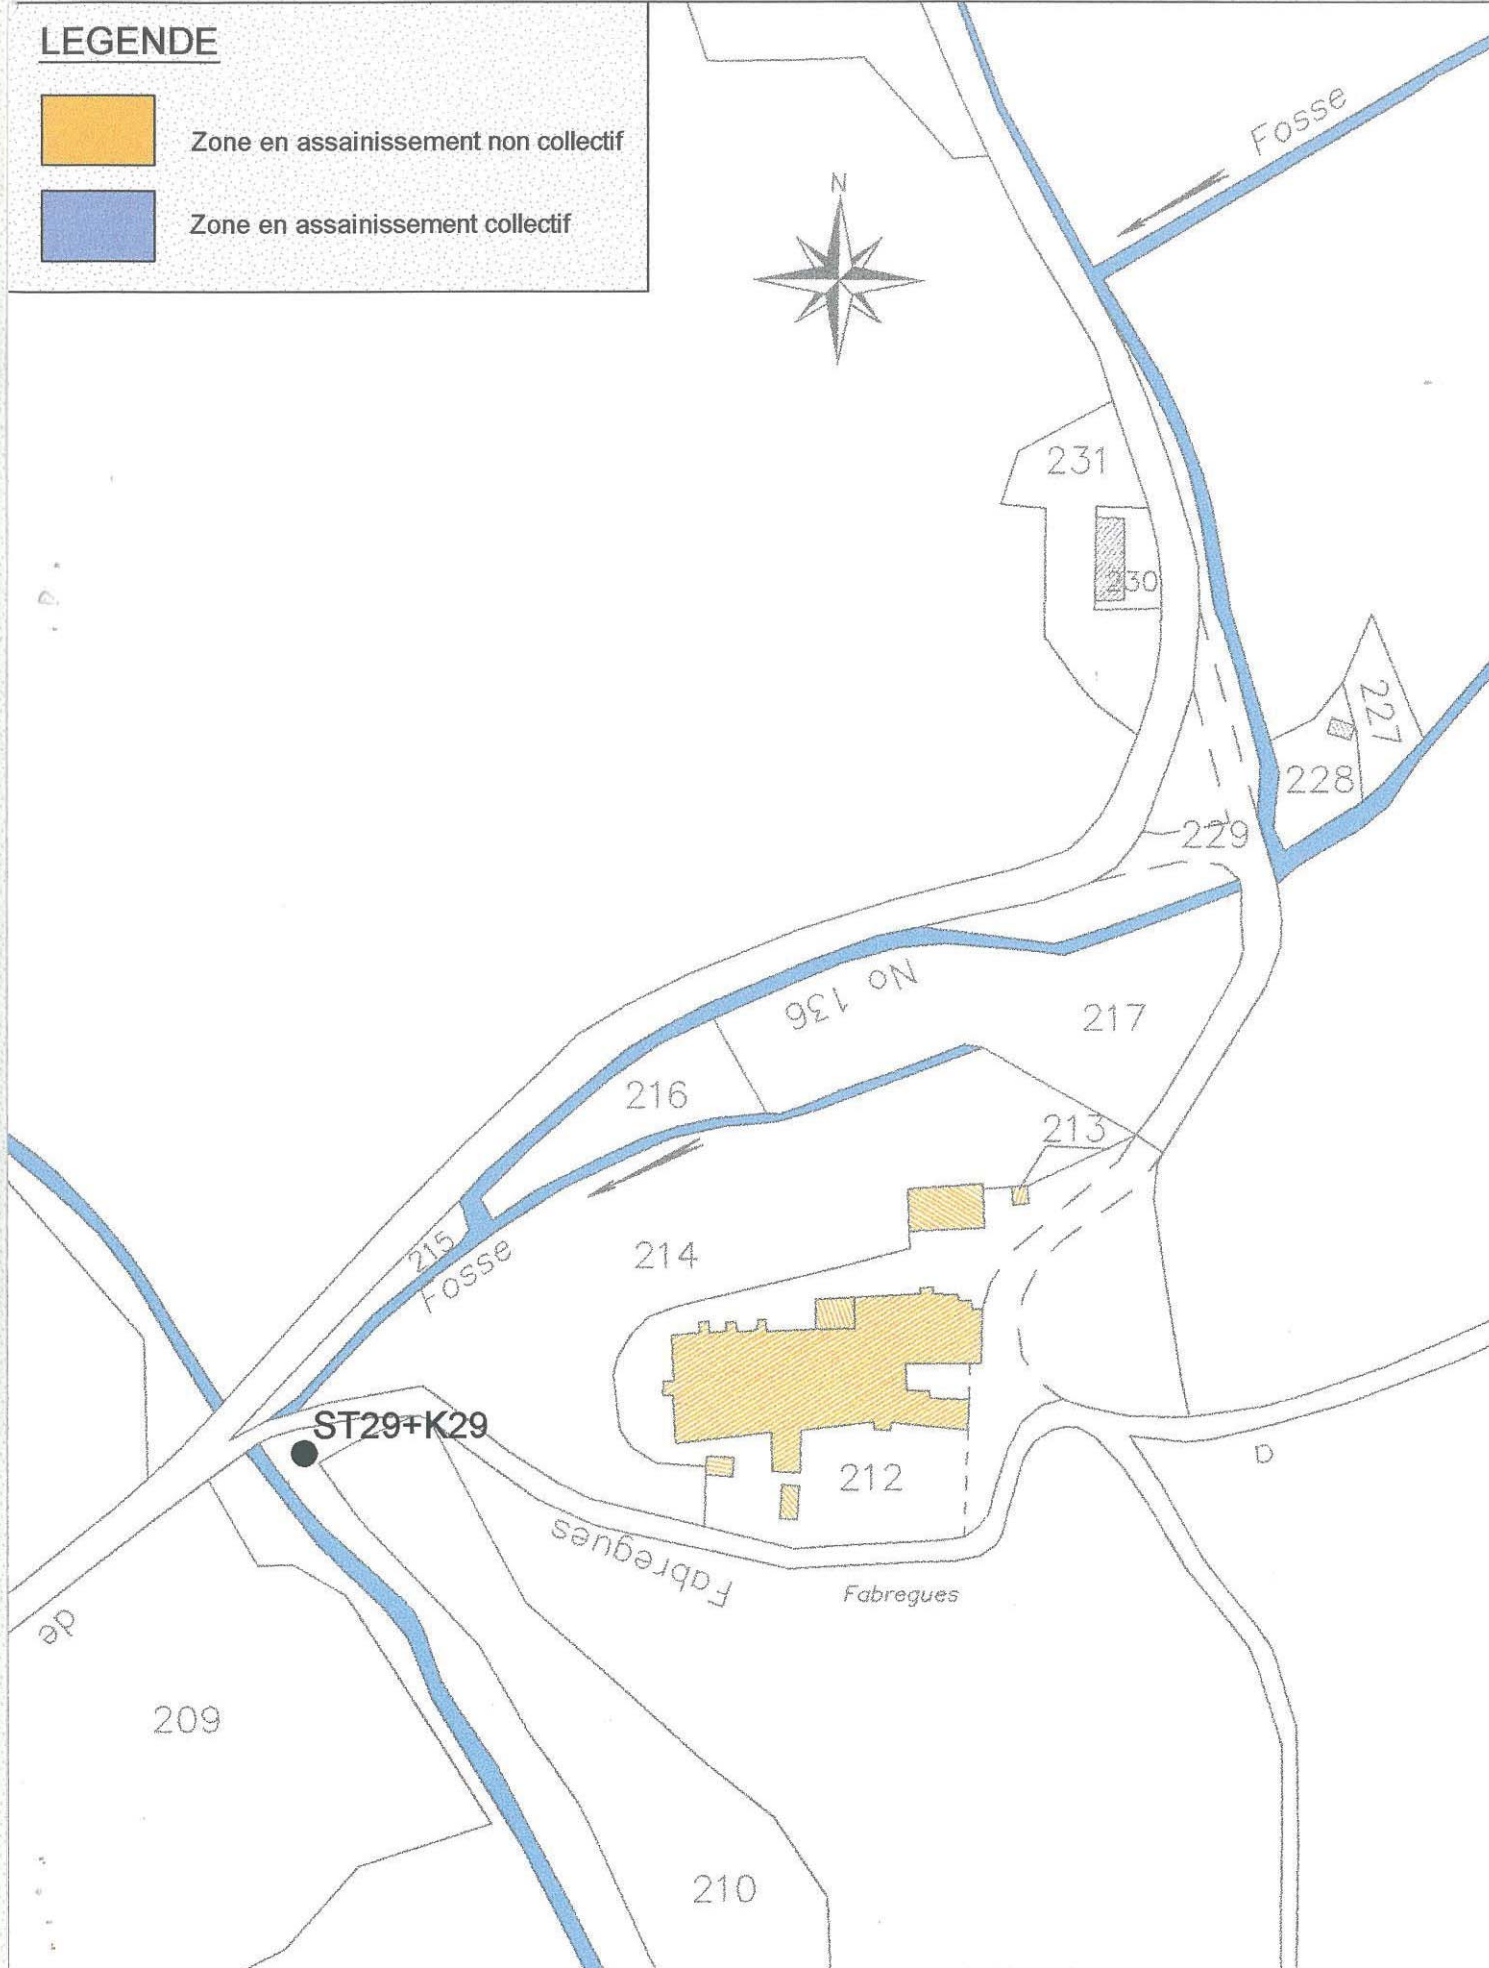 LEGENDE
Zone en assainissement non collectif
Zone en assainissement collectif
N
Fosse
231
230
227
228
229
No 136
217
216
213
215
Fosse
214
ST29+K29
212
D
Fabregues
Fabregues
de
209
210